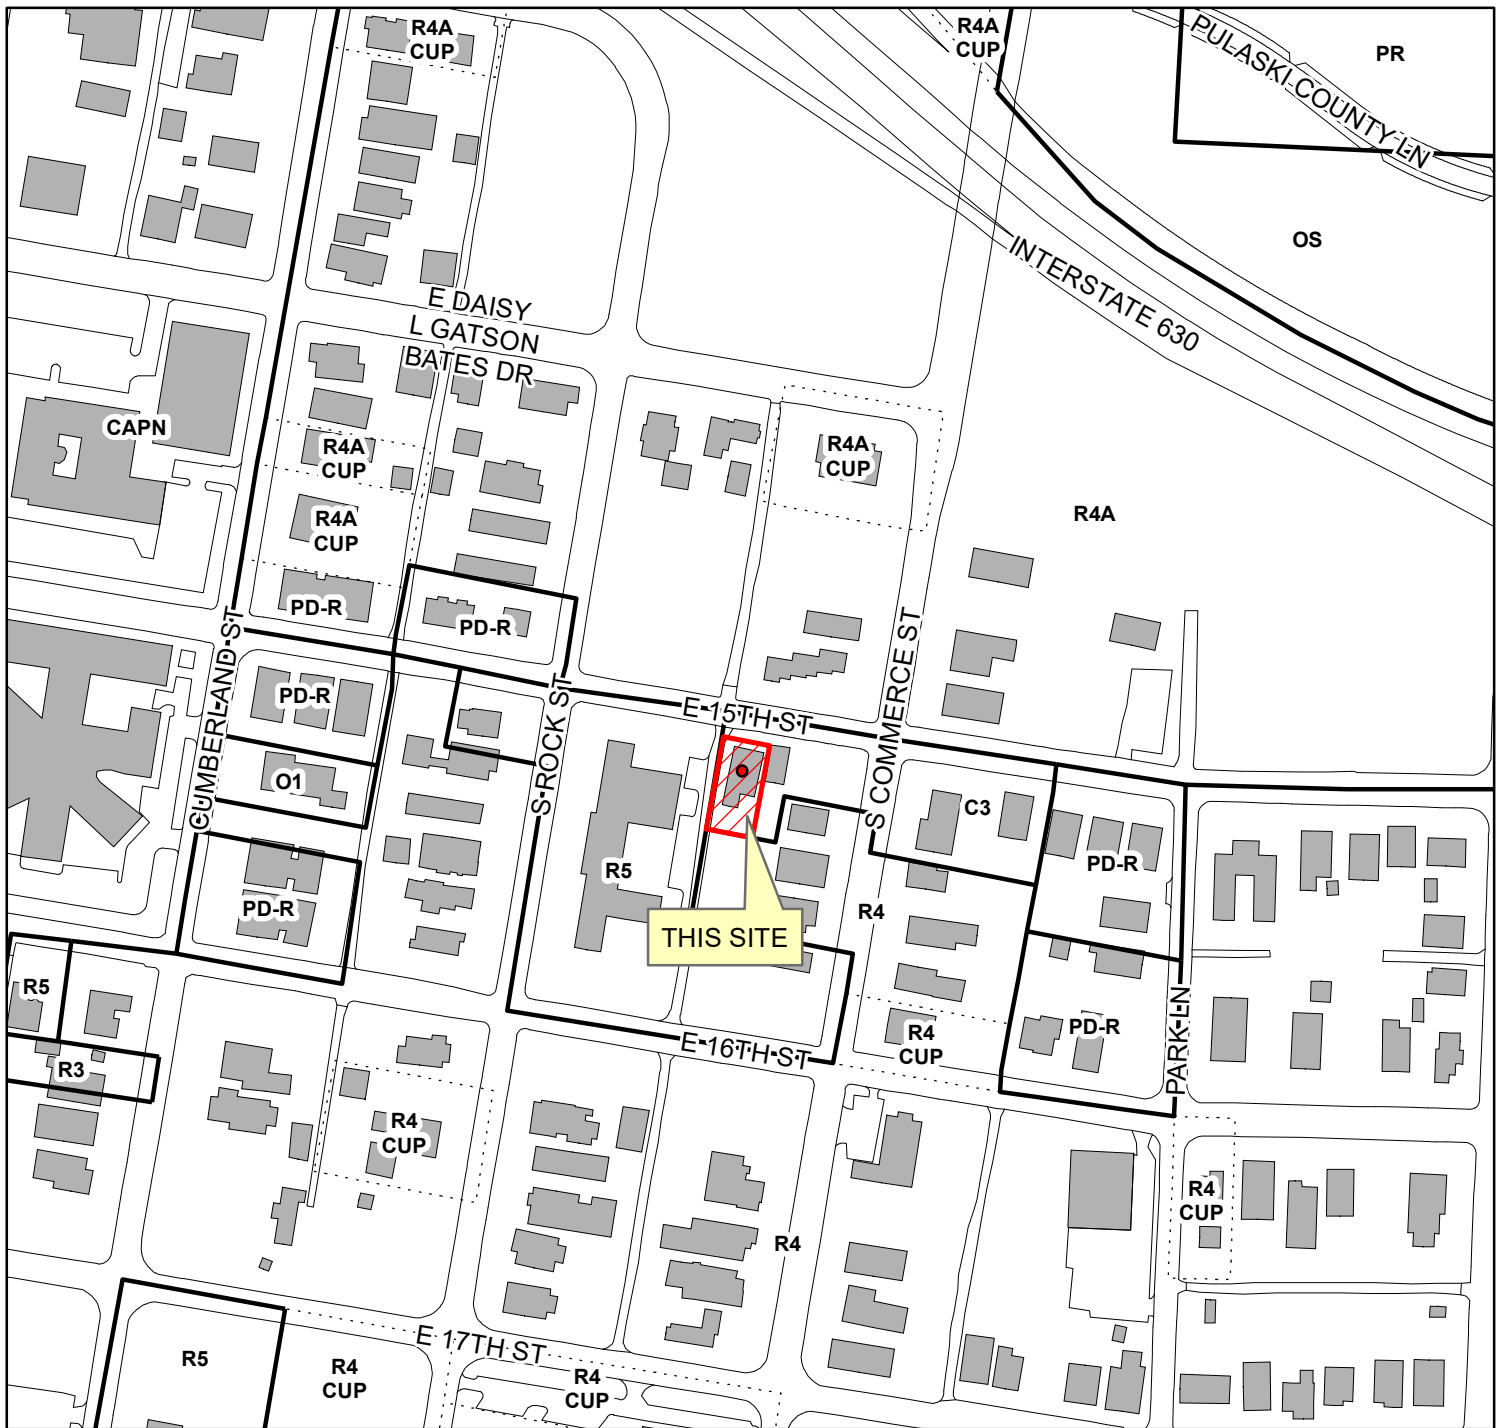 R4A
CUP
R4A
CUP
PULASKI COUNTY LN
PR
OS
INTERSTATE 630
E DAISY
L GATSON
BATES DR
CAPN
R4A
CUP
R4A
CUP
R4A
R4A
CUP
PD-R
PD-R
CUMBERLAND ST
PD-R
S ROCK ST
E 15TH ST
S COMMERCE ST
O1
C3
PD-R
R5
PD-R
R4
THIS SITE
R5
R4
CUP
PD-R
PARK LN
E 16TH ST
R3
R4
CUP
R4
CUP
R4
E 17TH ST
R5
R4
CUP
R4
CUP